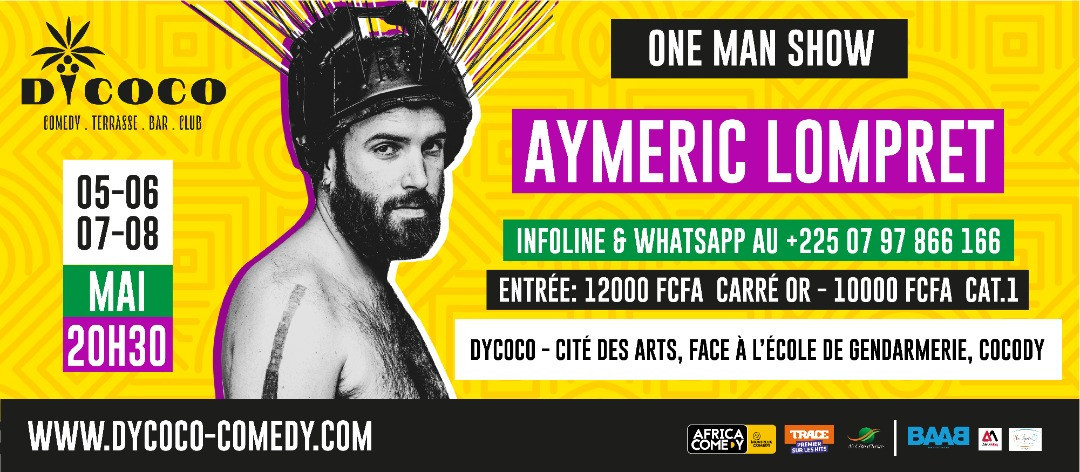 DYCOCO
COMEDY . TERRASSE . BAR . CLUB
05-06
07-08
MAI
20H30
ONE MAN SHOW
AYMERIC LOMPRET
INFOLINE & WHATSAPP AU +225 07 97 866 166
ENTRÉE: 12000 FCFA CARRÉ OR - 10000 FCFA CAT.1
DYCOCO - CITÉ DES ARTS, FACE À L'ÉCOLE DE GENDARMERIE, COCODY
WWW.DYCOCO-COMEDY.COM
AFRICA
COMEDY
TRACE
PREMIER
SUR LES HITS
BAAB